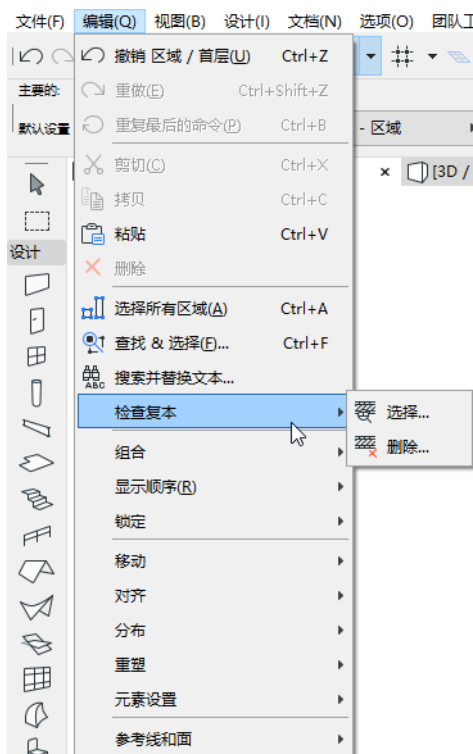 文件(F) 编辑(Q) 视图(B) 设计(I) 文档(N) 选项(O) 团队
撤销 区域 / 首层(U) Ctrl+Z
主要的:
重做(E) Ctrl+Shift+Z
默认设置
重复最后的命令(P) Ctrl+B
- 区域
剪切(C) Ctrl+X
× [3D /
拷贝 Ctrl+C
粘贴 Ctrl+V
设计
删除
选择所有区域(A) Ctrl+A
查找 & 选择(F)... Ctrl+F
ABC 搜索并替换文本...
检查复本
选择...
删除...
组合
显示顺序(R)
锁定
移动
对齐
分布
重塑
元素设置
参考线和面